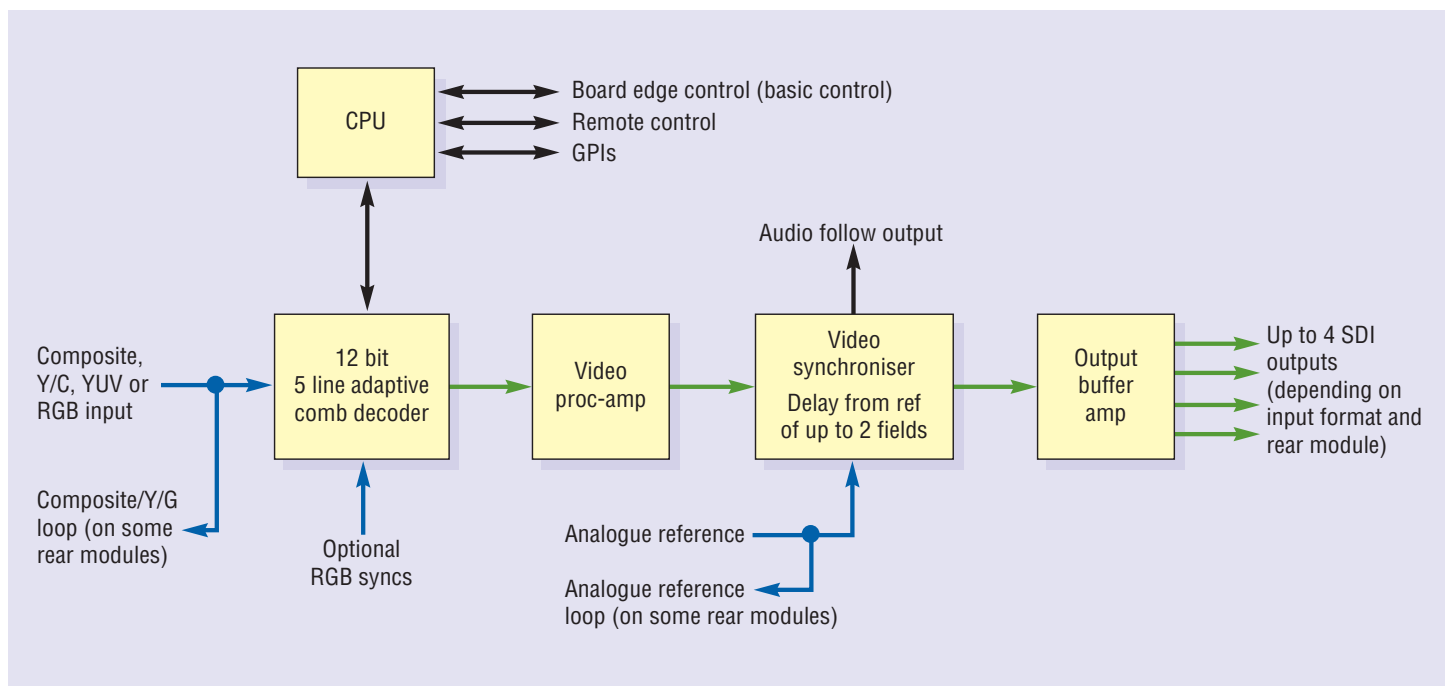 CPU
Board edge control (basic control)
Remote control
GPIs
Audio follow output
Composite,
Y/C, YUV or
RGB input
12 bit
5 line adaptive
comb decoder
Video
proc-amp
Video
synchroniser
Delay from ref
of up to 2 fields
Output
buffer
amp
Up to 4 SDI
outputs
(depending on
input format and
rear module)
Composite/Y/G
loop (on some
rear modules)
Optional
RGB syncs
Analogue reference
Analogue reference
loop (on some rear modules)